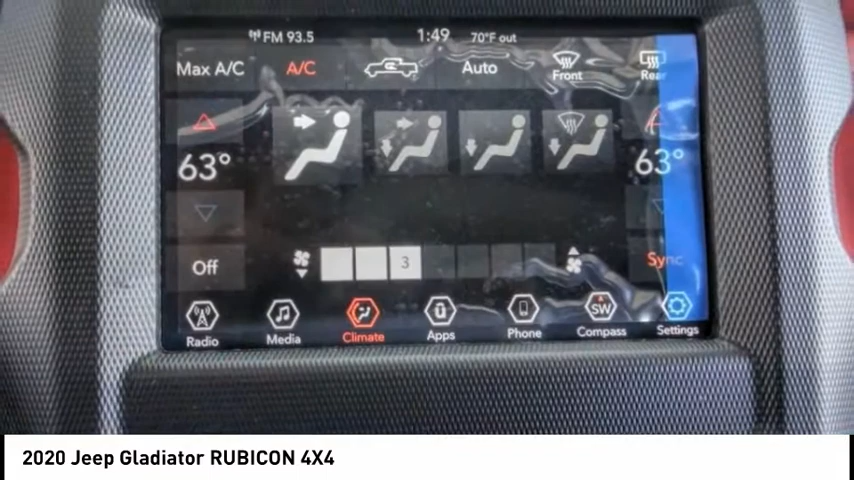 FM 93.5 1:49 70°F out
Max A/C A/C Auto Front Rear
63° 63°
Off 3 Sync
Radio Media Climate Apps Phone SW Compass Settings
2020 Jeep Gladiator RUBICON 4X4